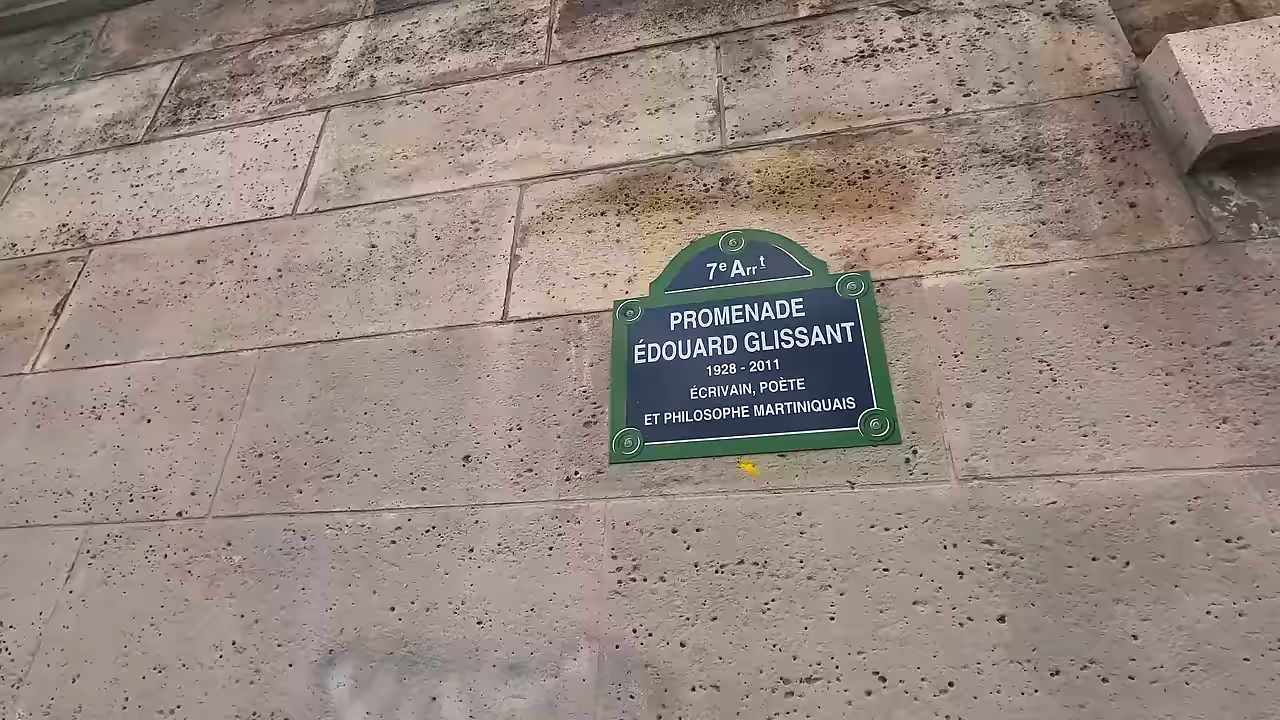 7e Arrt
PROMENADE
ÉDOUARD GLISSANT
1928 - 2011
ÉCRIVAIN, POÈTE
ET PHILOSOPHE MARTINIQUAIS